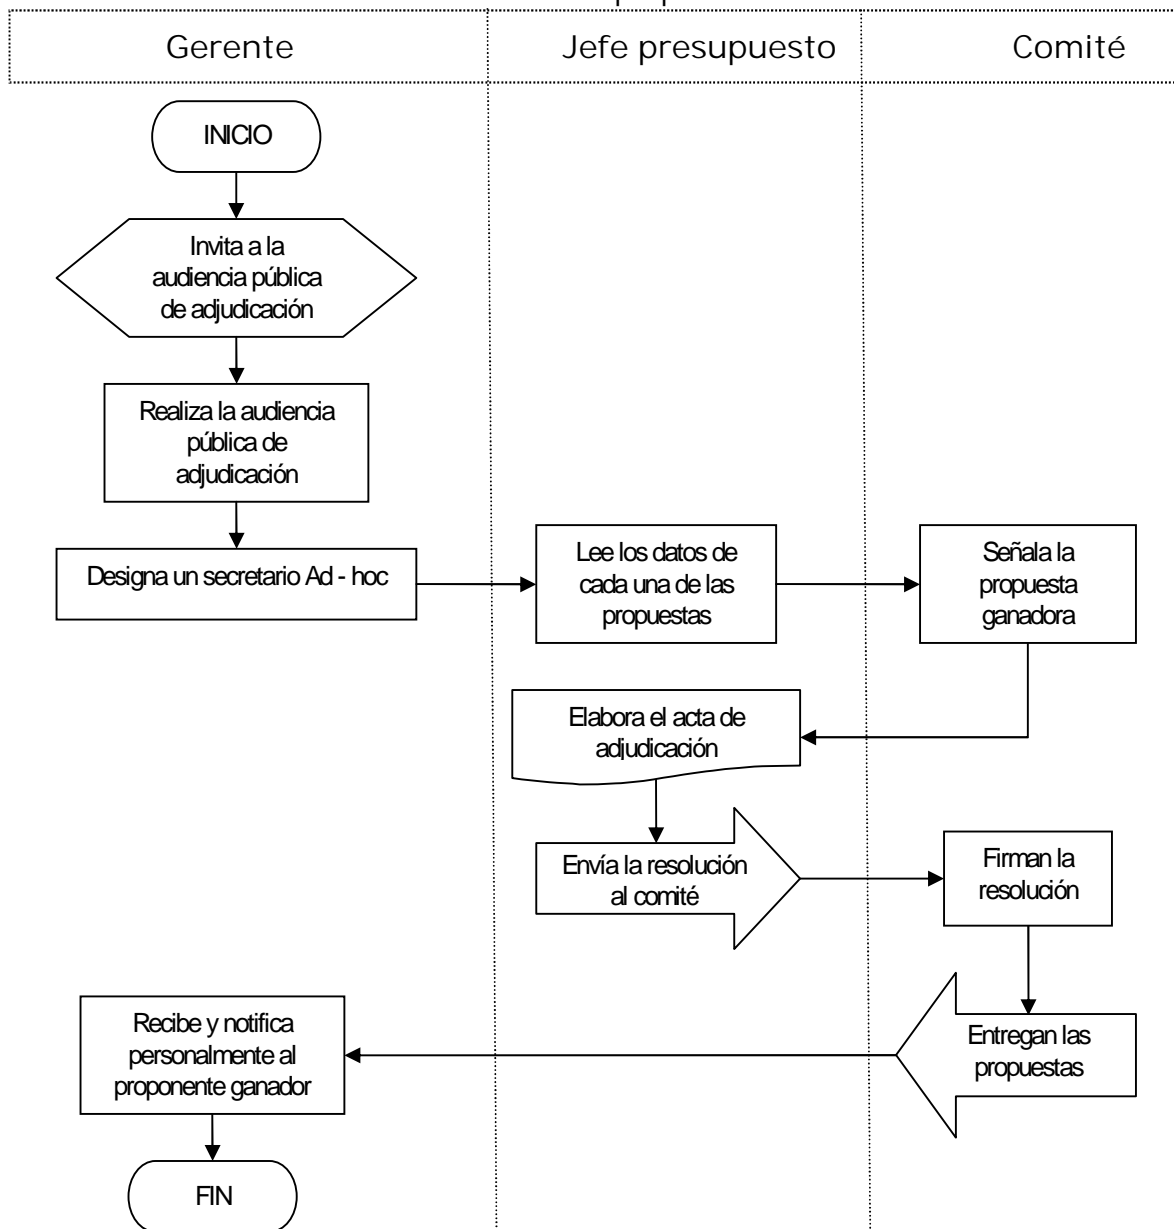 Gerente
Jefe presupuesto
Comité
INICIO
Invita a la
audiencia pública
de adjudicación
Realiza la audiencia
pública de
adjudicación
Designa un secretario Ad - hoc
Lee los datos de
cada una de las
propuestas
Señala la
propuesta
ganadora
Elabora el acta de
adjudicación
Envía la resolución
al comité
Firman la
resolución
Entregan las
propuestas
Recibe y notifica
personalmente al
proponente ganador
FIN